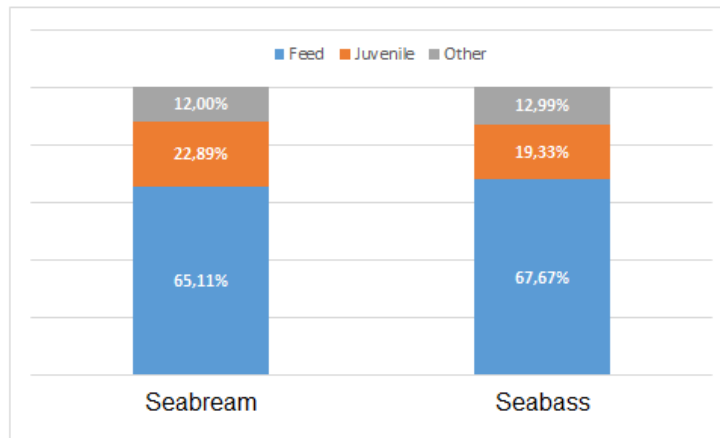 Feed Juvenile Other
12,00% 12,99%
22,89% 19,33%
65,11% 67,67%
Seabream Seabass